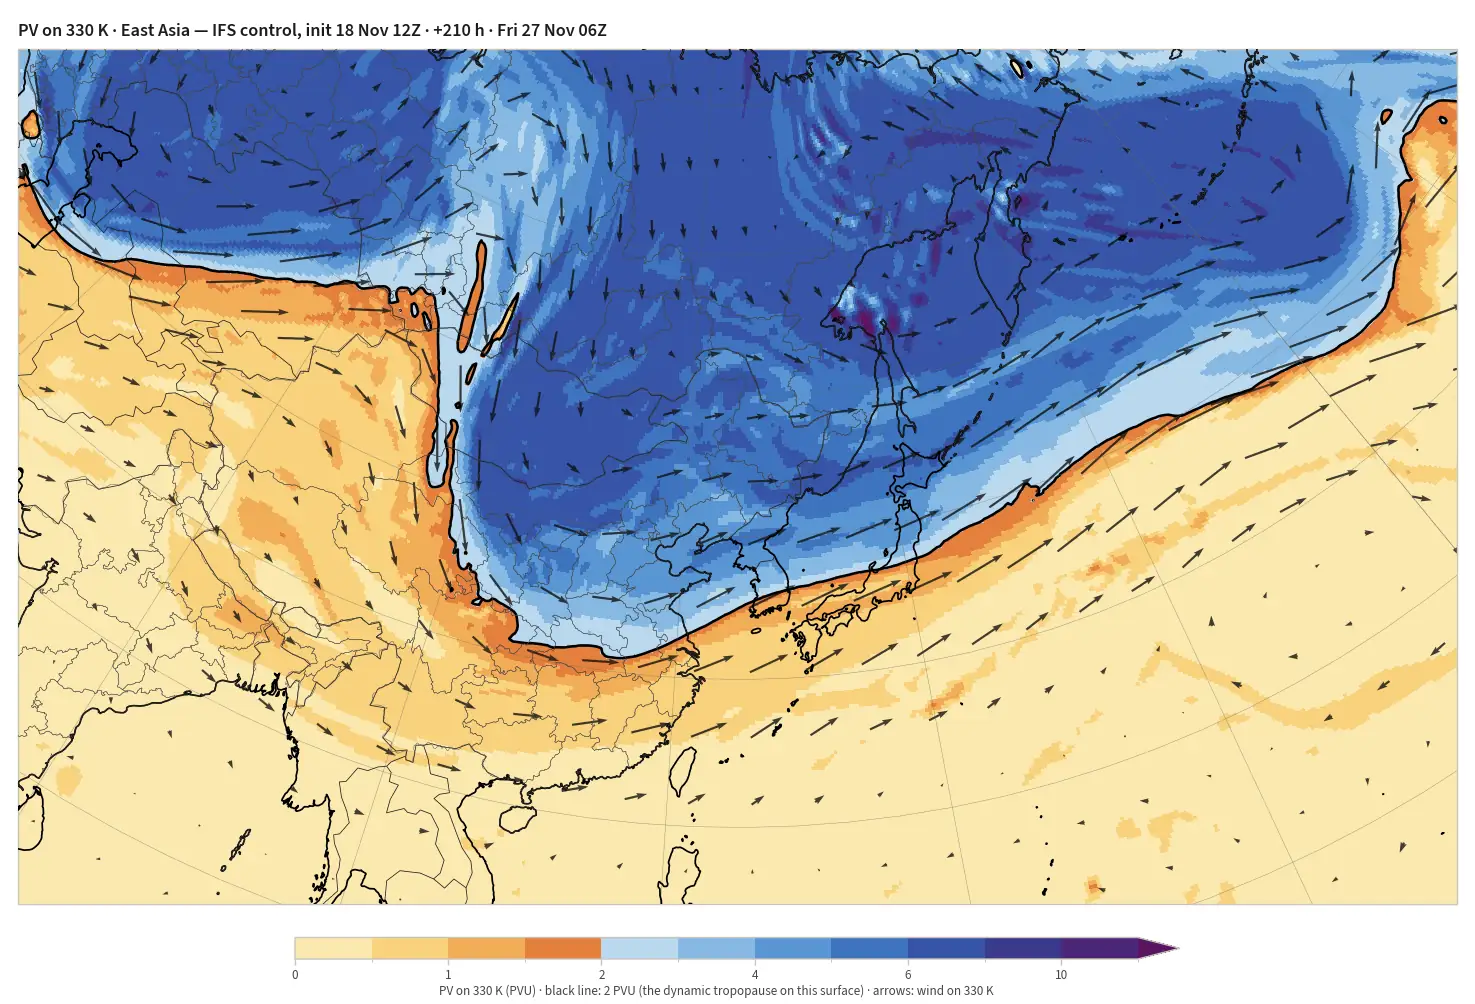 PV on 330 K · East Asia — IFS control, init 18 Nov 12Z · +210 h · Fri 27 Nov 06Z
0 1 2 4 6 10
PV on 330 K (PVU) · black line: 2 PVU (the dynamic tropopause on this surface) · arrows: wind on 330 K